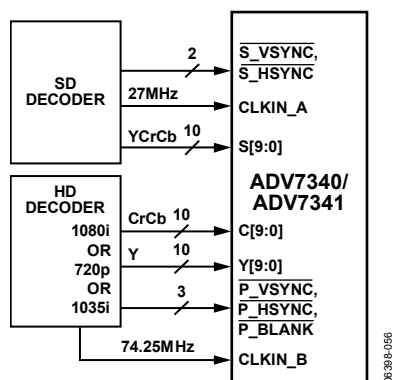 SD
DECODER
2
S_VSYNC,
S_HSYNC
27MHz
CLKIN_A
YCrCb 10
S[9:0]
ADV7340/
ADV7341
HD
DECODER
1080i
OR
720p
OR
1035i
CrCb 10
C[9:0]
Y 10
Y[9:0]
3
P_VSYNC,
P_HSYNC,
P_BLANK
74.25MHz
CLKIN_B
06398-056